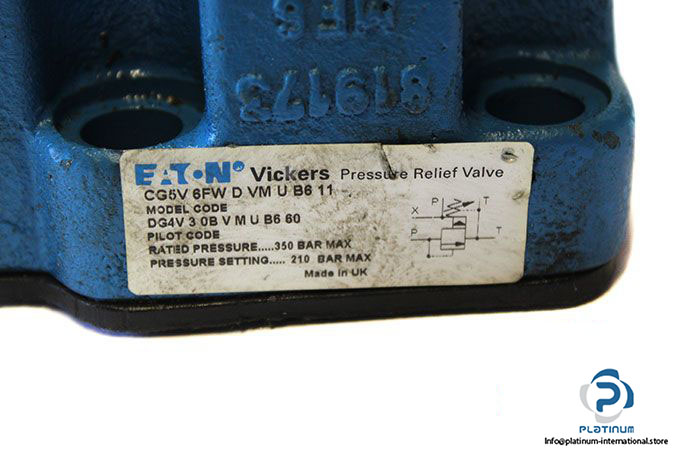 MF6
819173
EATON Vickers Pressure Relief Valve
CG5V 6FW D VM U B6 11
MODEL CODE
DG4V 3 0B V M U B6 60
PILOT CODE
RATED PRESSURE.....350 BAR MAX
PRESSURE SETTING..... 210 BAR MAX
Made in UK
P T
X
P T
PLATINUM
Info@platinum-international.store